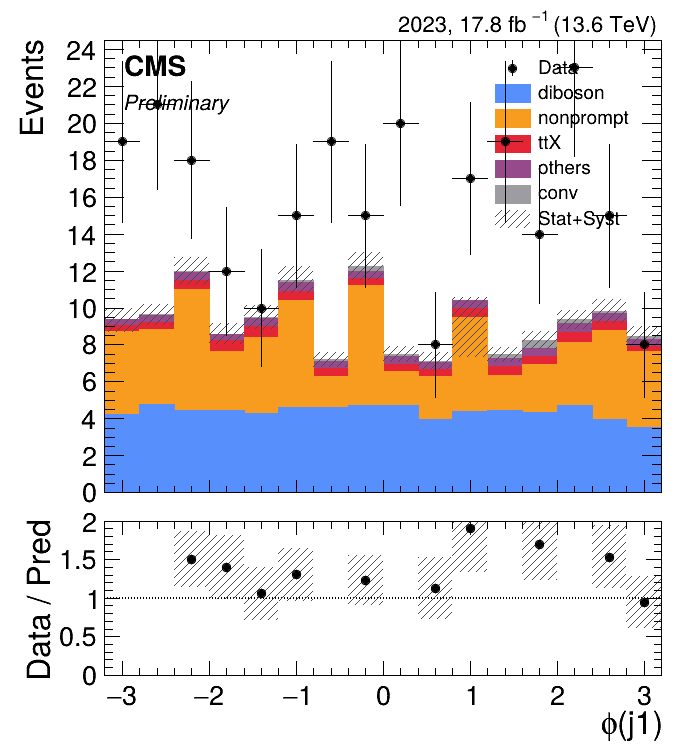 2023, 17.8 fb⁻¹ (13.6 TeV)
CMS
Preliminary
Events
24
22
20
18
16
14
12
10
8
6
4
2
0
Data
diboson
nonprompt
ttX
others
conv
Stat+Syst
Data / Pred
2
1.5
1
0.5
0
−3 −2 −1 0 1 2 3
ϕ(j1)